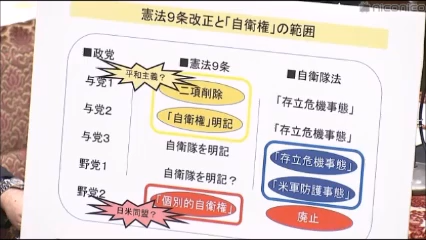 憲法9条改正と「自衛権」の範囲
■政党 ■憲法9条 ■自衛隊法
平和主義?
与党1 二項削除 「存立危機事態」
与党2 「自衛権」明記 「存立危機事態」
与党3 自衛隊を明記 「存立危機事態」
野党1 自衛隊を明記? 「米軍防護事態」
野党2 「個別的自衛権」 廃止
日米同盟?
niconico